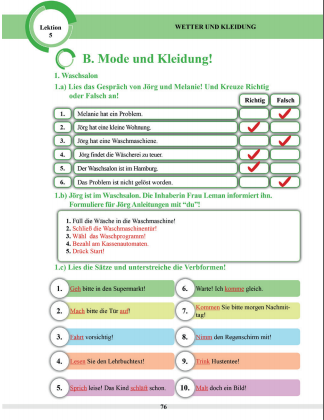 Lektion
5
WETTER UND KLEIDUNG
B. Mode und Kleidung!
I. Waschsalon
1.a) Lies das Gespräch von Jörg und Melanie! Und Kreuze Richtig
oder Falsch an!
Richtig Falsch
1. Melanie hat ein Problem.
2. Jörg hat eine kleine Wohnung.
3. Jörg hat eine Waschmaschiene.
4. Jörg findet die Wäscherei zu teuer.
5. Der Waschsalon ist im Hamburg.
6. Das Problem ist nicht gelöst worden.
1.b) Jörg ist im Waschsalon. Die Inhaberin Frau Leman informiert ihn.
Formuliere für Jörg Anleitungen mit "du"!
1. Füll die Wäsche in die Waschmaschine!
2. Schließ die Waschmaschinentür!
3. Wähl das Waschprogramm!
4. Bezahl am Kassenautomaten.
5. Drück Start!
1.c) Lies die Sätze und unterstreiche die Verbformen!
1. Geh bitte in den Supermarkt!
2. Mach bitte die Tür auf!
3. Fahrt vorsichtig!
4. Lesen Sie den Lehrbuchtext!
5. Sprich leise! Das Kind schläft schon.
6. Warte! Ich komme gleich.
7. Kommen Sie bitte morgen Nachmit-
tag!
8. Nimm den Regenschirm mit!
9. Trink Hustentee!
10. Malt doch ein Bild!
76